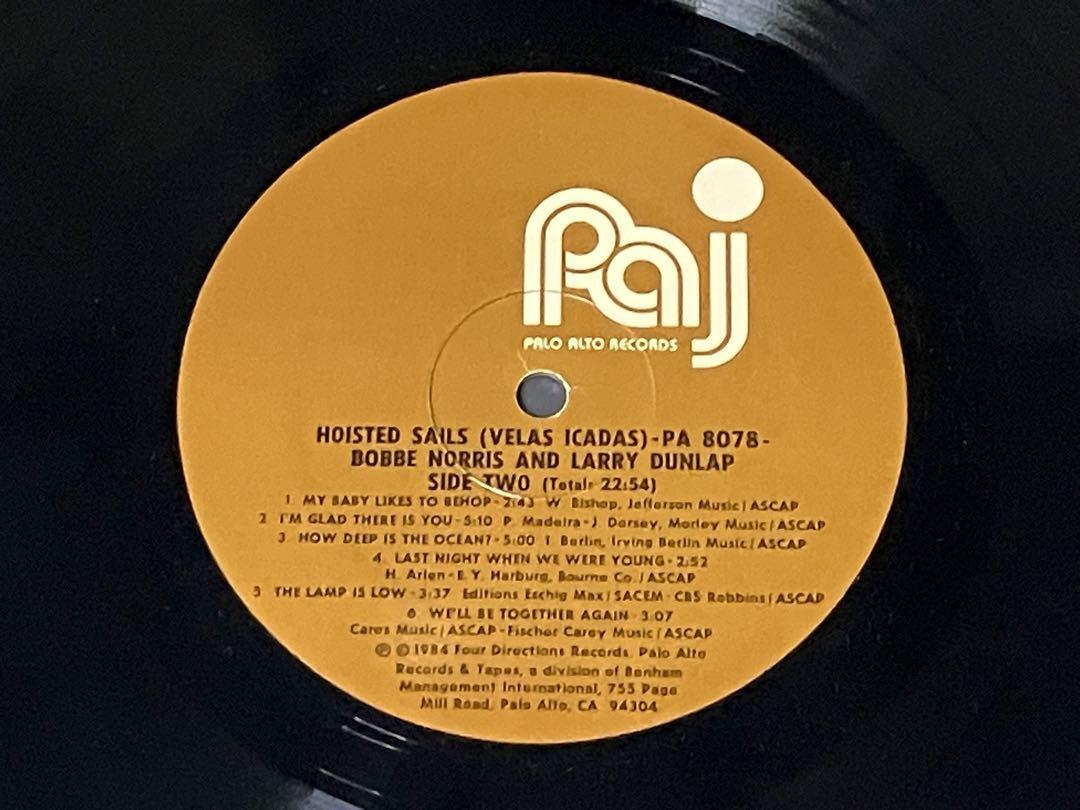 Paj
PALO ALTO RECORDS
HOISTED SAILS (VELAS ICADAS)-PA 8078-
BOBBE NORRIS AND LARRY DUNLAP
SIDE TWO (Total: 22:54)
1. MY BABY LIKES TO BEHOP - 2:43 W. Bishop, Jefferson Music/ASCAP
2 I'M GLAD THERE IS YOU - 5:10 P. Madeira - J. Dorsey, Morley Music/ASCAP
3. HOW DEEP IS THE OCEAN? - 5:00 I. Berlin, Irving Berlin Music/ASCAP
4. LAST NIGHT WHEN WE WERE YOUNG - 2:52
H. Arlen - E. Y. Harburg, Bourne Co./ASCAP
5 THE LAMP IS LOW - 3:37 Editions Eschig Max/SACEM - CBS Robbins/ASCAP
6. WE'LL BE TOGETHER AGAIN - 3:07
Cares Music/ASCAP - Fischer Carey Music/ASCAP
℗ © 1984 Four Directions Records. Palo Alto
Records & Tapes, a division of Benham
Management International, 755 Page
Mill Road, Palo Alto, CA 94304